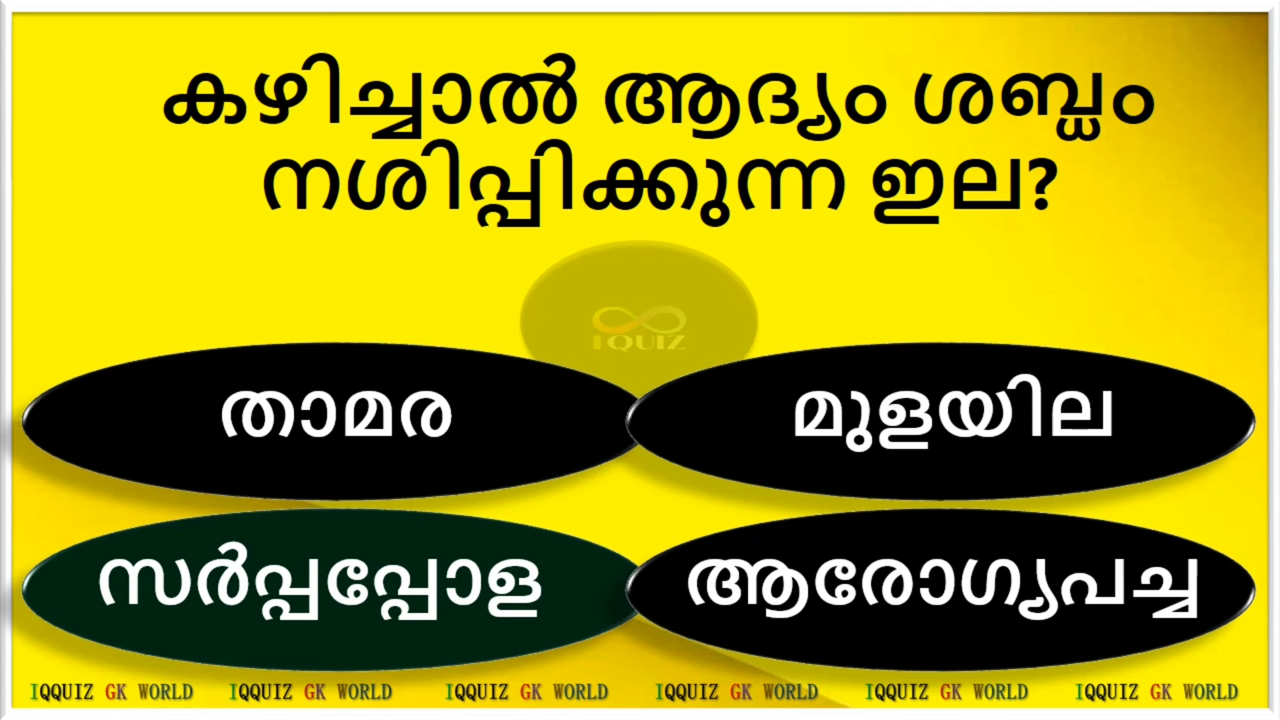 കഴിച്ചാൽ ആദ്യം ശബ്ദം
നശിപ്പിക്കുന്ന ഇല?
IQUIZ
താമര
മുളയില
സർപ്പപ്പോള
ആരോഗ്യപച്ച
IQQUIZ GK WORLD IQQUIZ GK WORLD IQQUIZ GK WORLD IQQUIZ GK WORLD IQQUIZ GK WORLD IQQUIZ GK WORLD